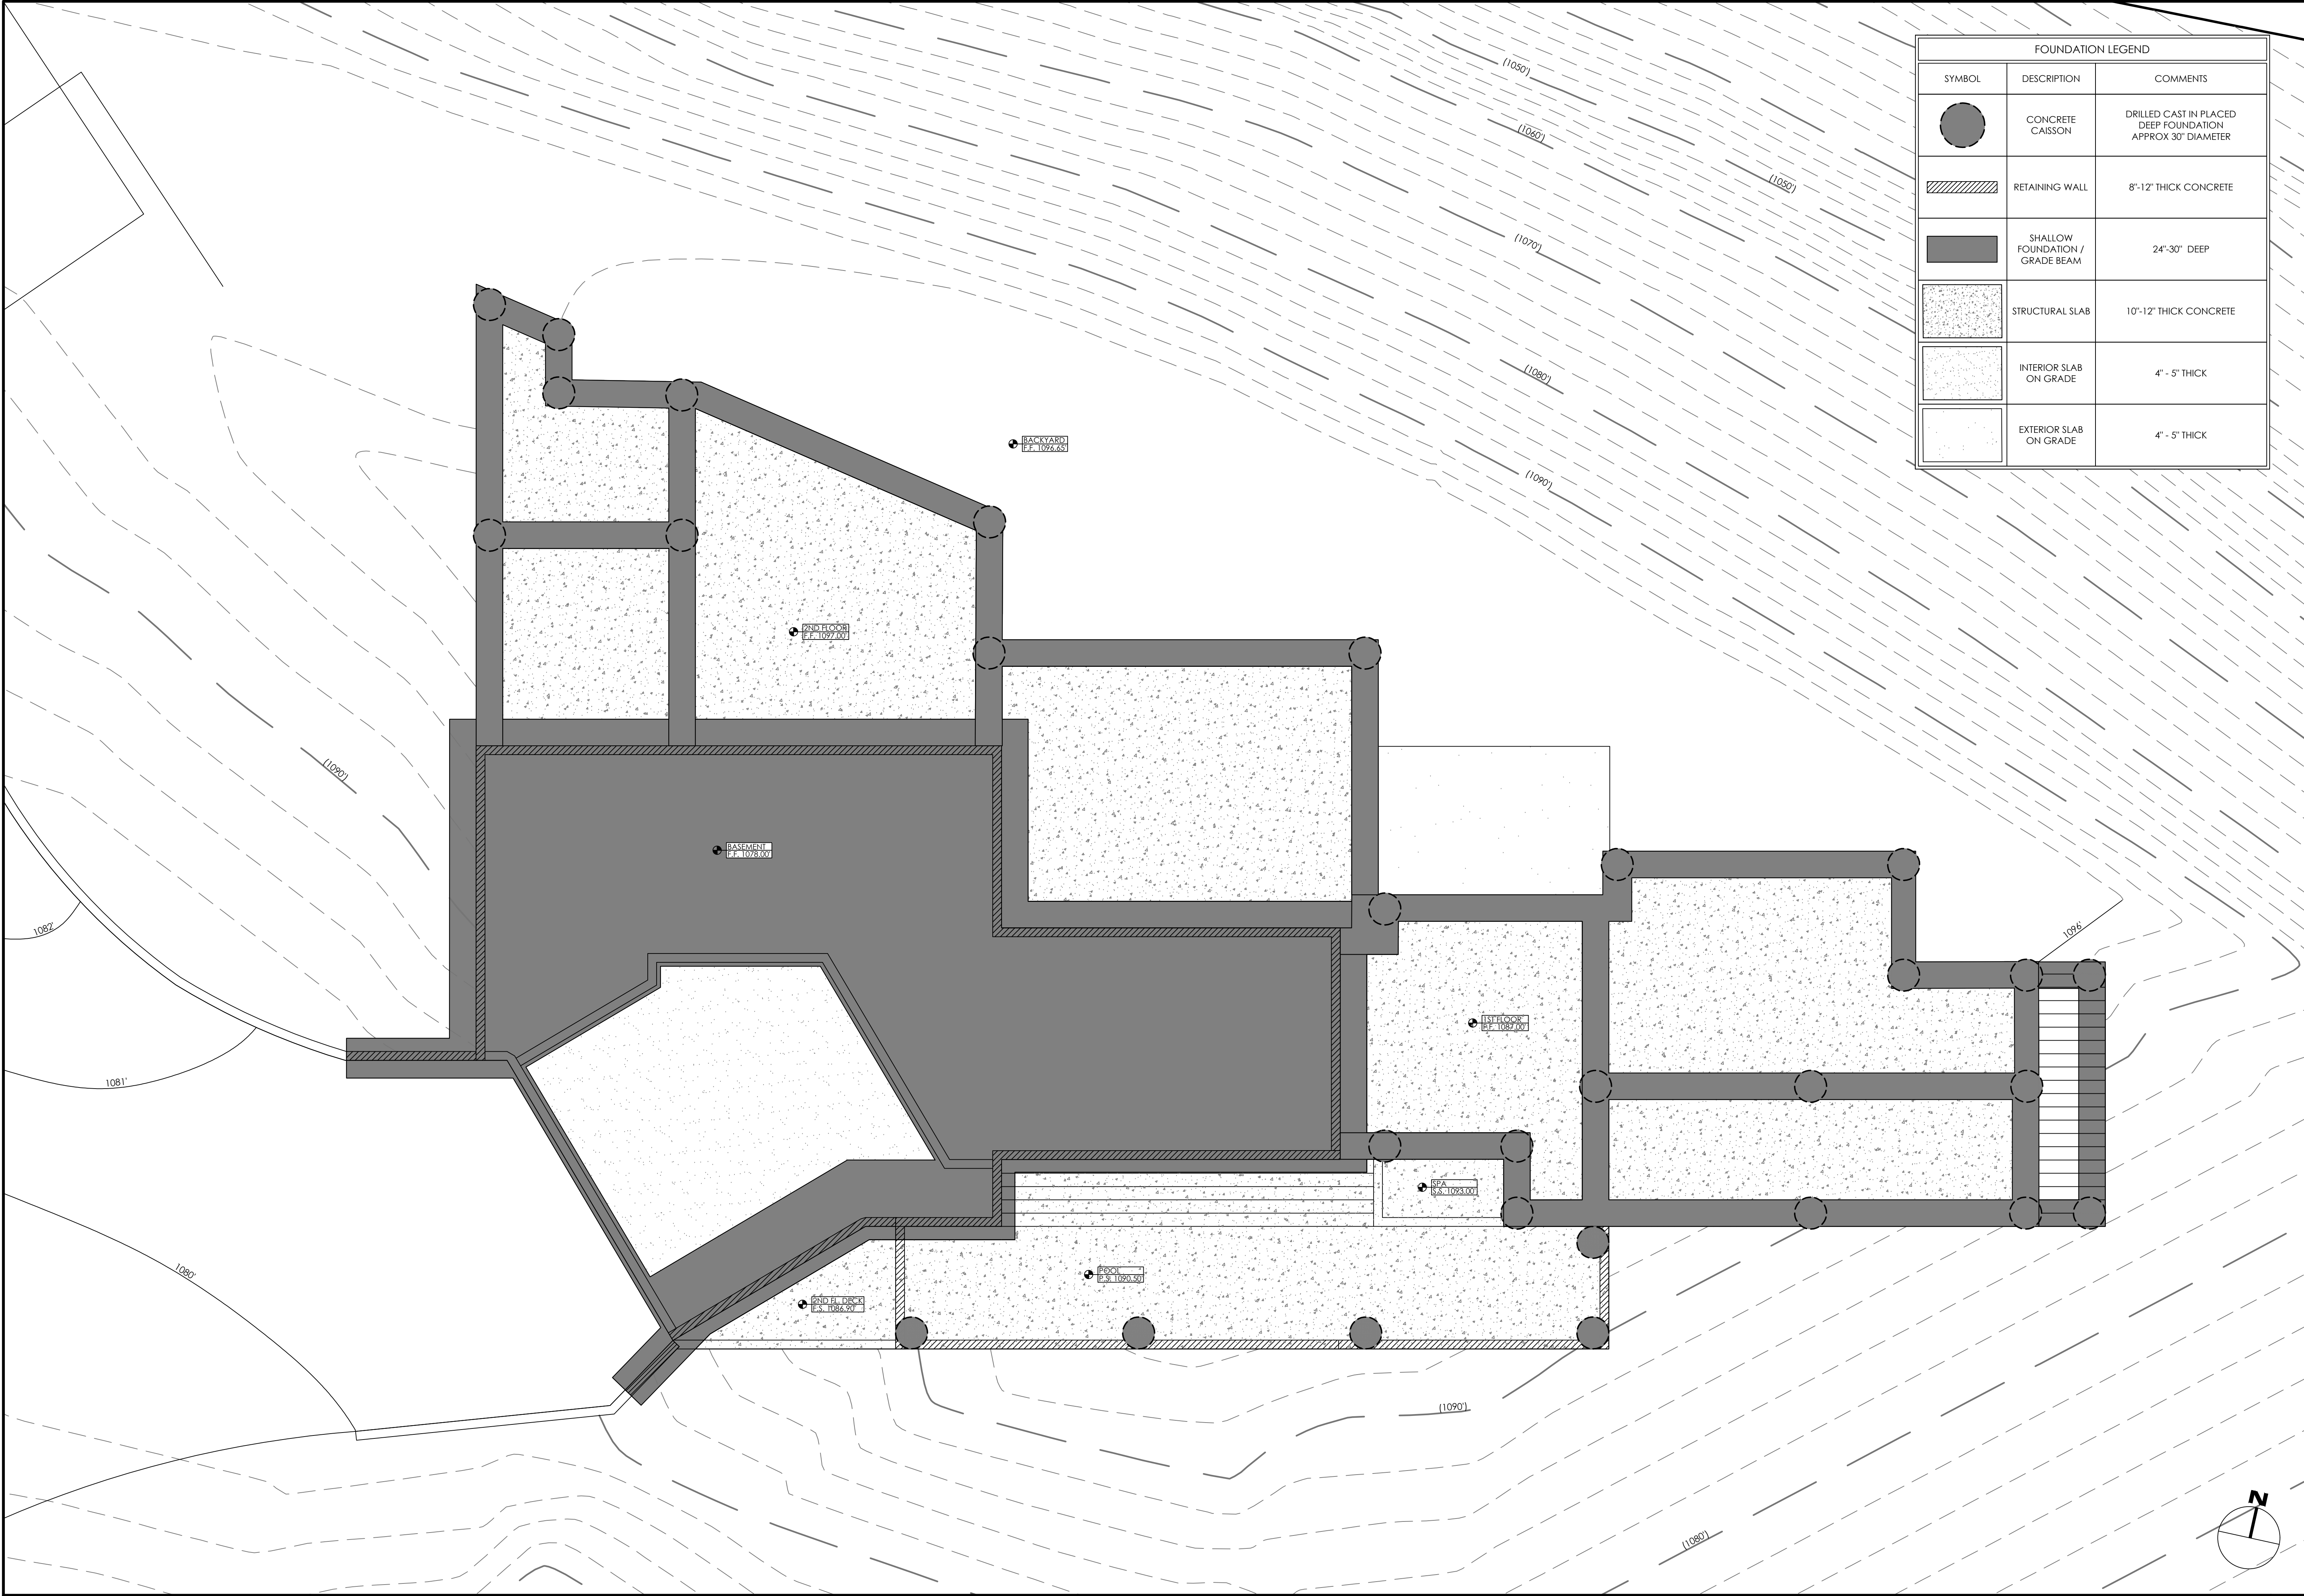 FOUNDATION LEGEND
SYMBOL DESCRIPTION COMMENTS
CONCRETE
CAISSON
DRILLED CAST IN PLACED
DEEP FOUNDATION
APPROX 30" DIAMETER
RETAINING WALL
8"-12" THICK CONCRETE
SHALLOW
FOUNDATION /
GRADE BEAM
24"-30" DEEP
STRUCTURAL SLAB
10"-12" THICK CONCRETE
INTERIOR SLAB
ON GRADE
4" - 5" THICK
EXTERIOR SLAB
ON GRADE
4" - 5" THICK
(1050')
(1060')
(1050')
(1070')
(1080')
(1090')
BACKYARD
F.F. 1096.65
2ND FLOOR
F.F. 1097.00'
(1090')
BASEMENT
F.F. 1078.00'
1082'
1096'
1ST FLOOR
F.F. 1087.00'
1081'
SPA
S.S. 1093.00'
1080'
POOL
P.S. 1090.50'
2ND FL. DECK
F.S. 1086.90'
(1090')
(1080')
N